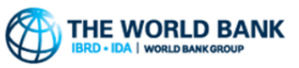 THE WORLD BANK
IBRD • IDA | WORLD BANK GROUP